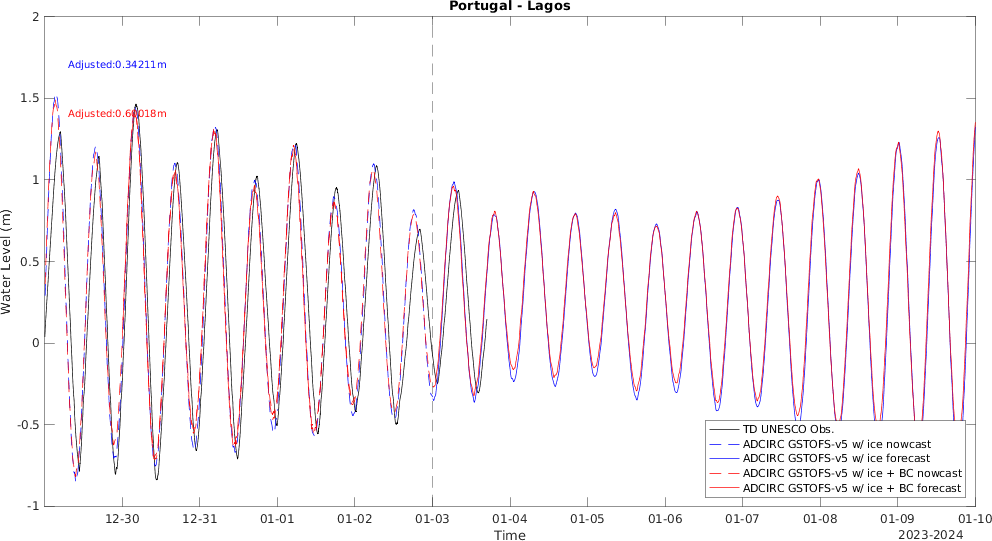 Portugal - Lagos
Adjusted:0.34211m
Water Level (m)
2
1.5
1
0.5
0
-0.5
-1
TD UNESCO Obs.
ADCIRC GSTOFS-v5 w/ ice nowcast
ADCIRC GSTOFS-v5 w/ ice forecast
ADCIRC GSTOFS-v5 w/ ice + BC nowcast
ADCIRC GSTOFS-v5 w/ ice + BC forecast
12-30
12-31
01-01
01-02
01-03
01-04
01-05
01-06
01-07
01-08
01-09
01-10
Time
2023-2024